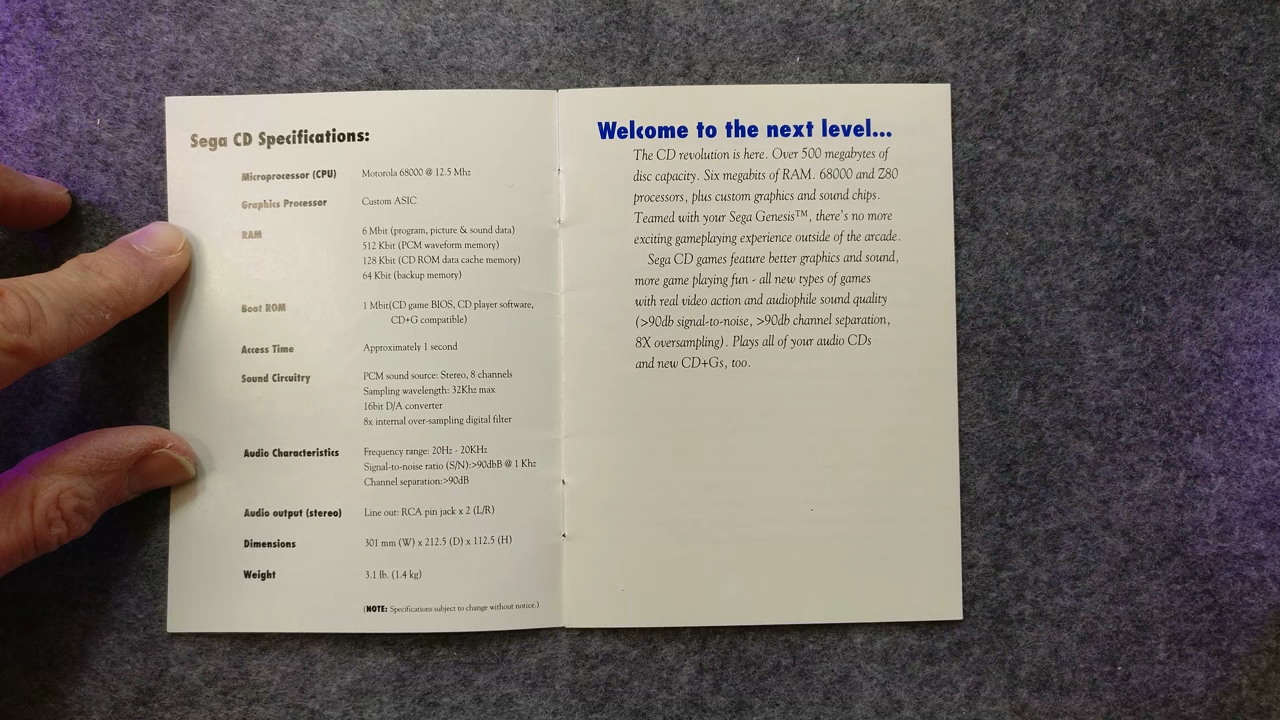 Sega CD Specifications:
Microprocessor (CPU) Motorola 68000 @ 12.5 Mhz
Graphics Processor Custom ASIC
RAM 6 Mbit (program, picture & sound data)
512 Kbit (PCM waveform memory)
128 Kbit (CD ROM data cache memory)
64 Kbit (backup memory)
Boot ROM 1 Mbit(CD game BIOS, CD player software,
CD+G compatible)
Access Time Approximately 1 second
Sound Circuitry PCM sound source: Stereo, 8 channels
Sampling wavelength: 32Khz max
16bit D/A converter
8x internal over-sampling digital filter
Audio Characteristics Frequency range: 20Hz - 20KHz
Signal-to-noise ratio (S/N):>90dbB @ 1 Khz
Channel separation:>90dB
Audio output (stereo) Line out: RCA pin jack x 2 (L/R)
Dimensions 301 mm (W) x 212.5 (D) x 112.5 (H)
Weight 3.1 lb. (1.4 kg)
(NOTE: Specifications subject to change without notice.)
Welcome to the next level...
The CD revolution is here. Over 500 megabytes of
disc capacity. Six megabits of RAM. 68000 and Z80
processors, plus custom graphics and sound chips.
Teamed with your Sega Genesis™, there's no more
exciting gameplaying experience outside of the arcade.
Sega CD games feature better graphics and sound,
more game playing fun - all new types of games
with real video action and audiophile sound quality
(>90db signal-to-noise, >90db channel separation,
8X oversampling). Plays all of your audio CDs
and new CD+Gs, too.